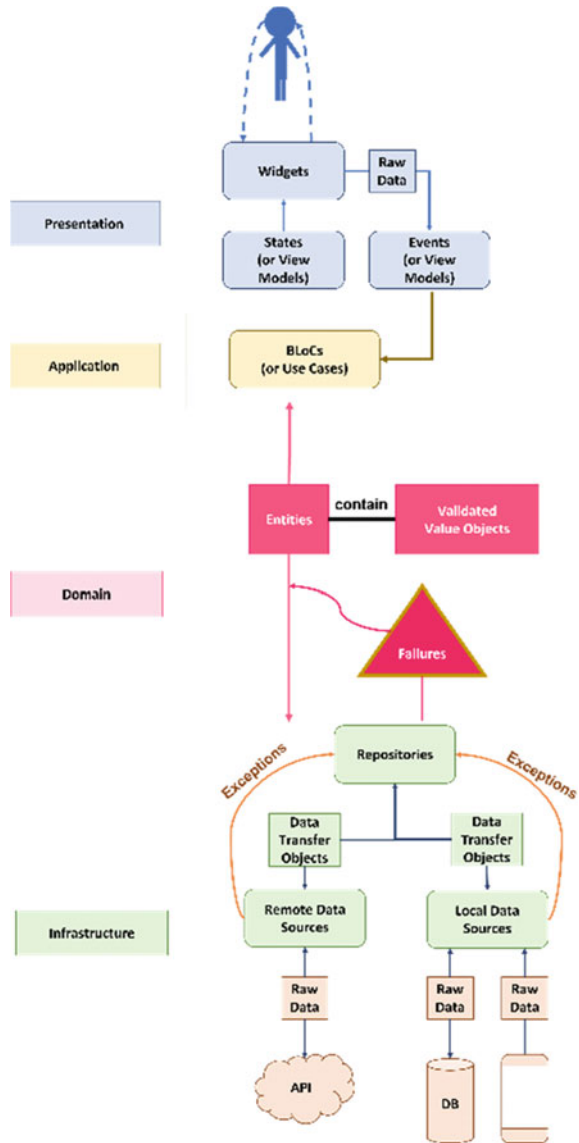 Widgets
Raw
Data
Presentation
States
(or View
Models)
Events
(or View
Models}
Application
BLoCs
(or Use Cases)
Entities
contain
Validated
Value Objects
Domain
Failures
Exceptions
Repositories
Exceptions
Data
Transfer
Objects
Data
Transfer
Objects
Infrastructure
Remote Data
Sources
Local Data
Sources
Raw
Data
Raw
Data
Raw
Data
API
DB